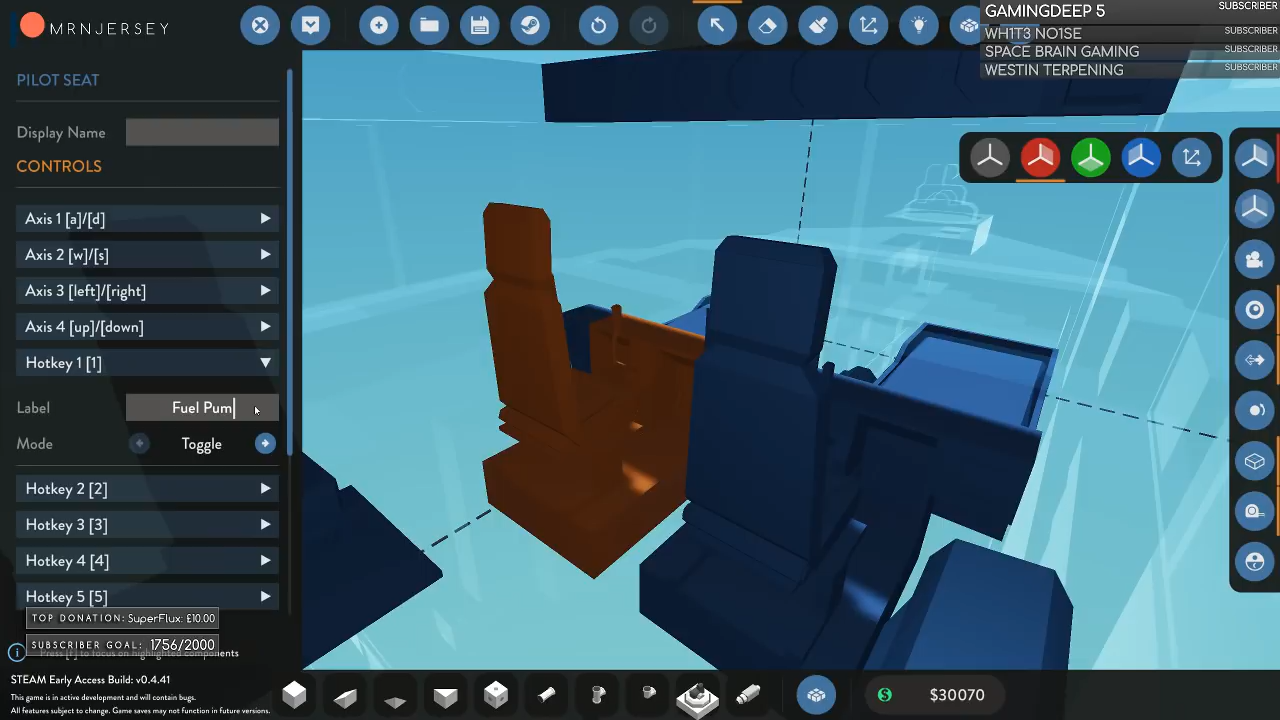 MRNJERSEY
GAMINGDEEP 5 SUBSCRIBER
WH1T3 NO1SE SUBSCRIBER
SPACE BRAIN GAMING SUBSCRIBER
WESTIN TERPENING SUBSCRIBER
PILOT SEAT
Display Name
CONTROLS
Axis 1 [a]/[d]
Axis 2 [w]/[s]
Axis 3 [left]/[right]
Axis 4 [up]/[down]
Hotkey 1 [1]
Label Fuel Pum
Mode Toggle
Hotkey 2 [2]
Hotkey 3 [3]
Hotkey 4 [4]
Hotkey 5 [5]
TOP DONATION: SuperFlux: £10.00
SUBSCRIBER GOAL: 1756/2000
Press [F] to focus on highlighted components
STEAM Early Access Build: v0.4.41
This game is in active development and will contain bugs.
All features subject to change. Game saves may not function in future versions.
$ $30070